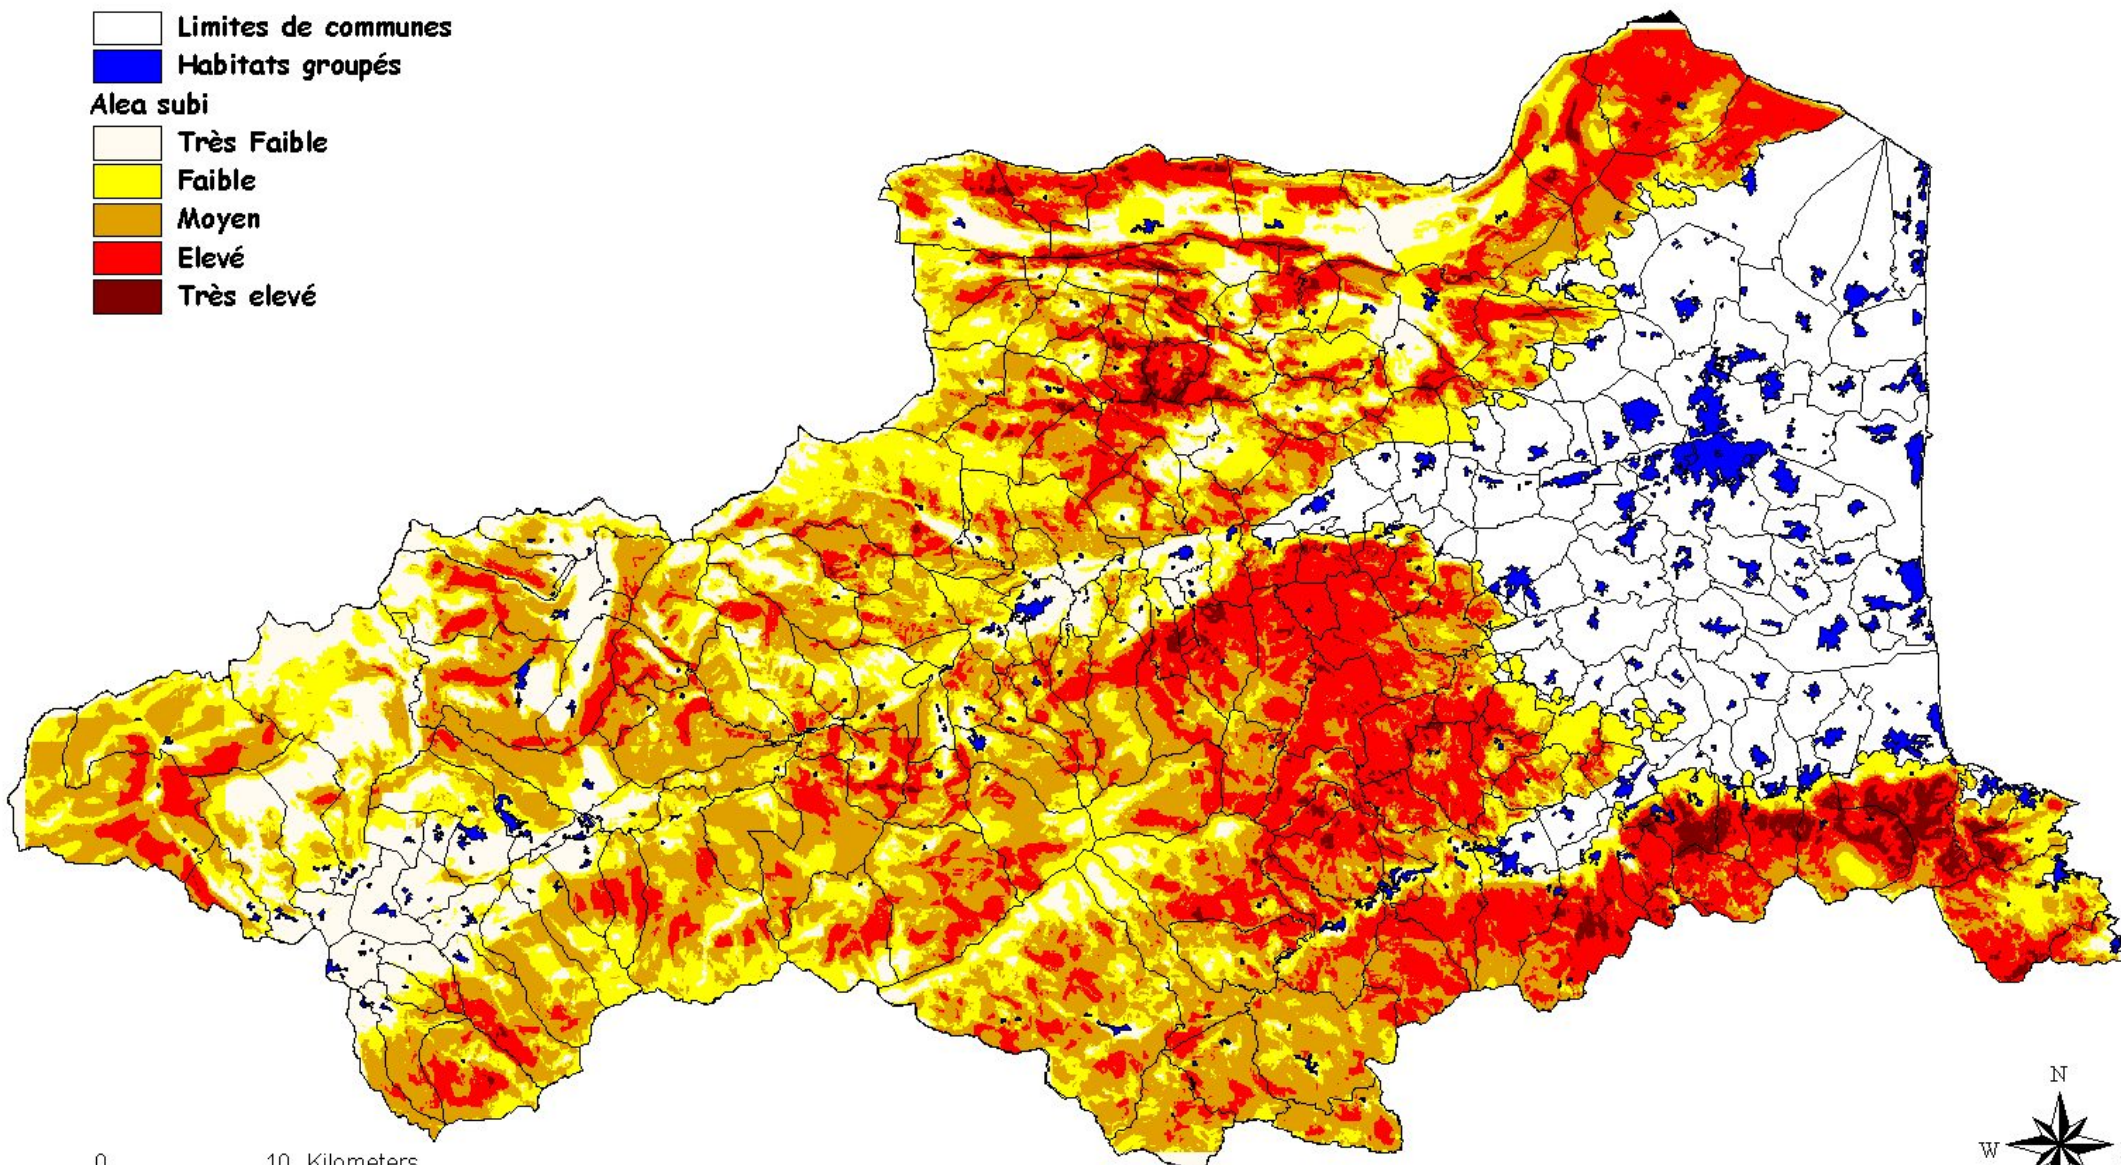 Limites de communes
Habitats groupés
Alea subi
Très Faible
Faible
Moyen
Elevé
Très elevé
N
W
0 10 Kilometers